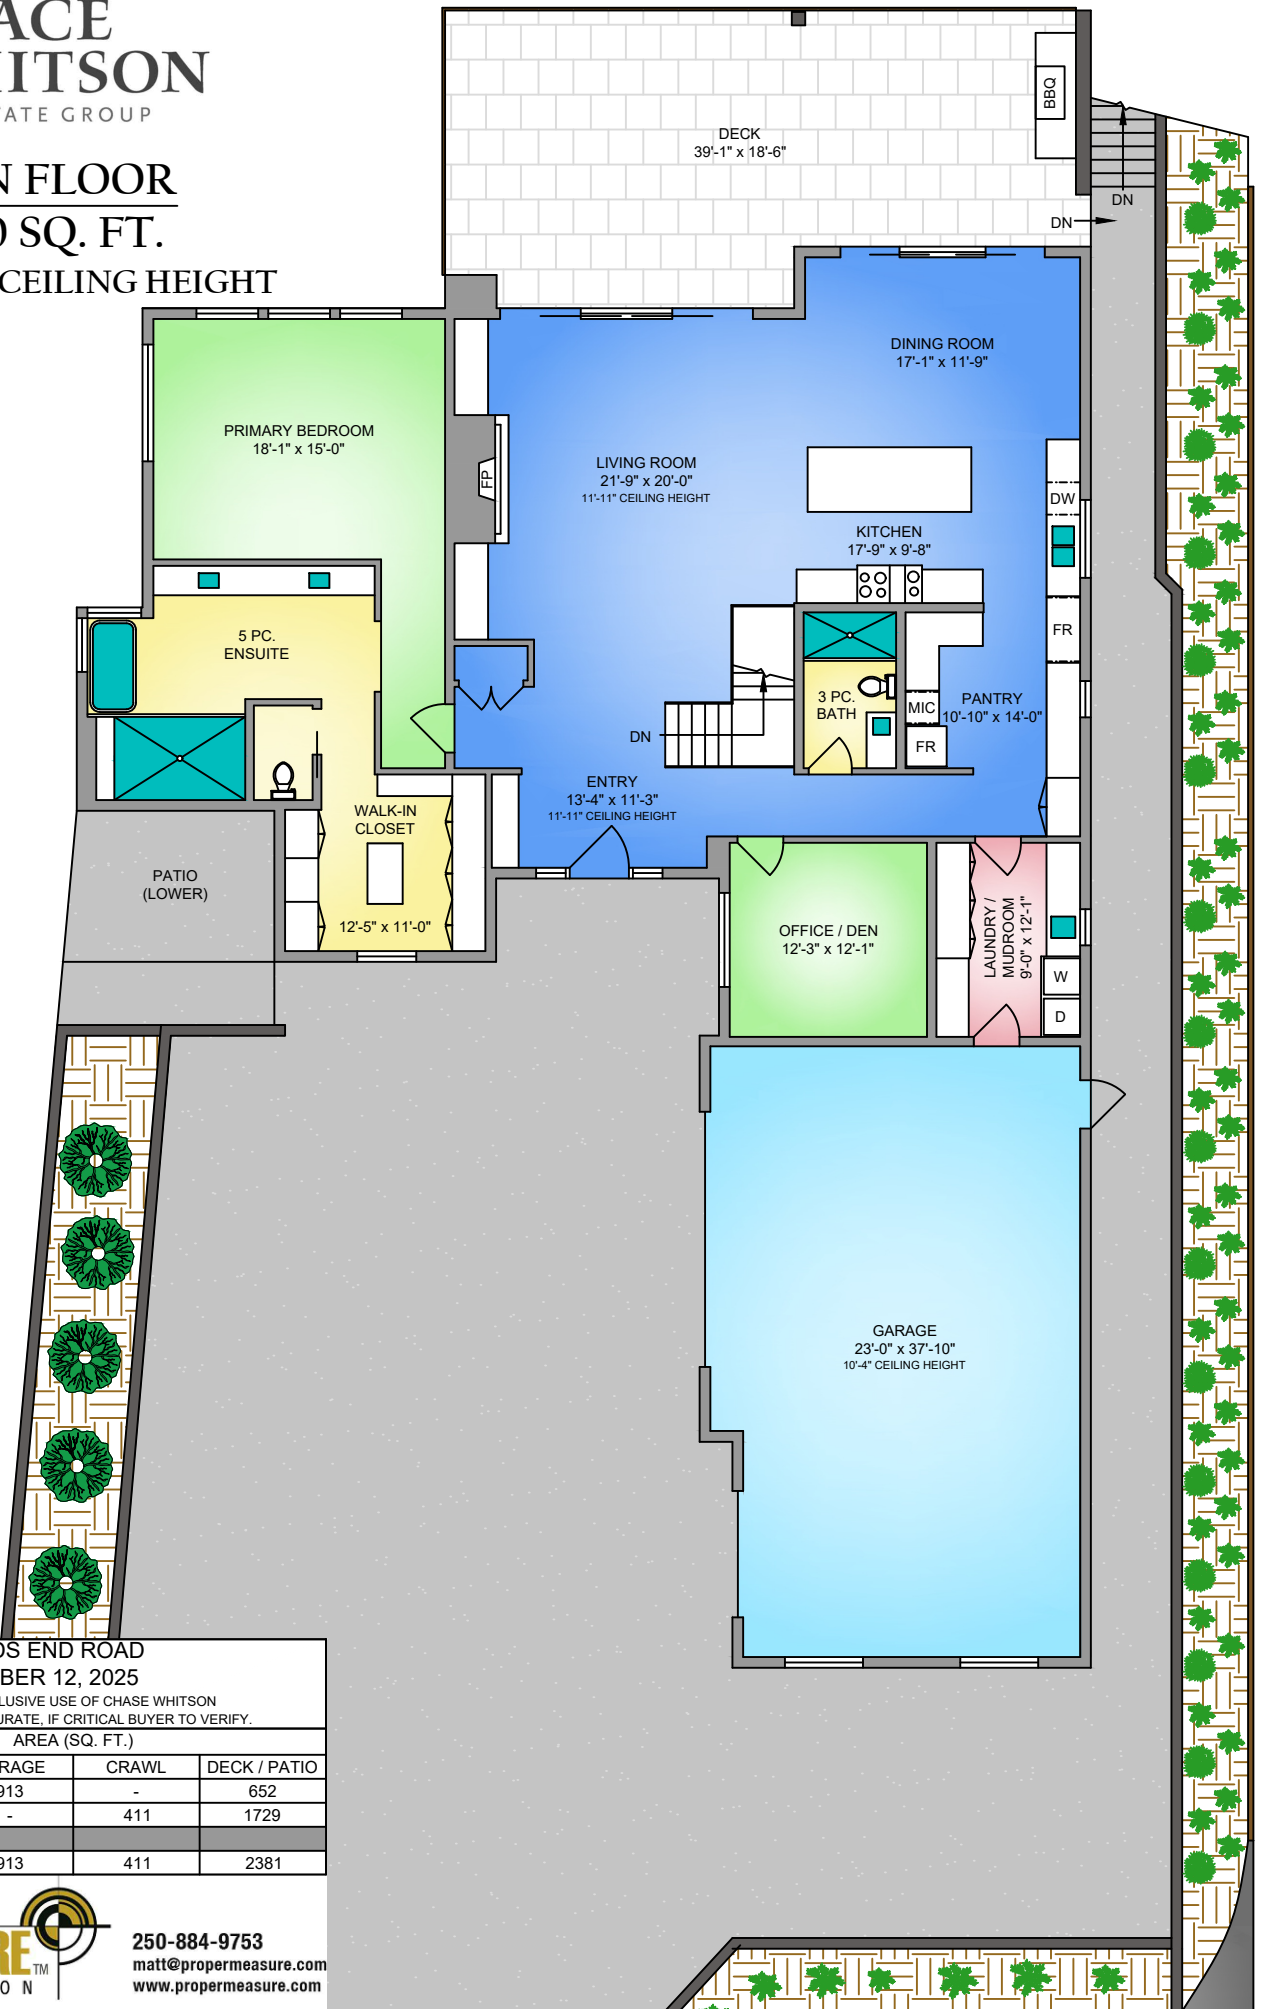 ACE
HITSON
TATE GROUP
N FLOOR
0 SQ. FT.
CEILING HEIGHT
BBQ
DECK
39'-1" x 18'-6"
DN
DN
DINING ROOM
17'-1" x 11'-9"
PRIMARY BEDROOM
18'-1" x 15'-0"
LIVING ROOM
21'-9" x 20'-0"
11'-11" CEILING HEIGHT
FP
DW
KITCHEN
17'-9" x 9'-8"
FR
5 PC.
ENSUITE
3 PC.
BATH
MIC
PANTRY
10'-10" x 14'-0"
DN
FR
ENTRY
13'-4" x 11'-3"
11'-11" CEILING HEIGHT
WALK-IN
CLOSET
12'-5" x 11'-0"
PATIO
(LOWER)
OFFICE / DEN
12'-3" x 12'-1"
LAUNDRY /
MUDROOM
9'-0" x 12'-1"
W
D
GARAGE
23'-0" x 37'-10"
10'-4" CEILING HEIGHT
DS END ROAD
BER 12, 2025
LUSIVE USE OF CHASE WHITSON
URATE, IF CRITICAL BUYER TO VERIFY.
AREA (SQ. FT.)
RAGE CRAWL DECK / PATIO
913 - 652
- 411 1729
913 411 2381
RE TM
O N
250-884-9753
matt@propermeasure.com
www.propermeasure.com